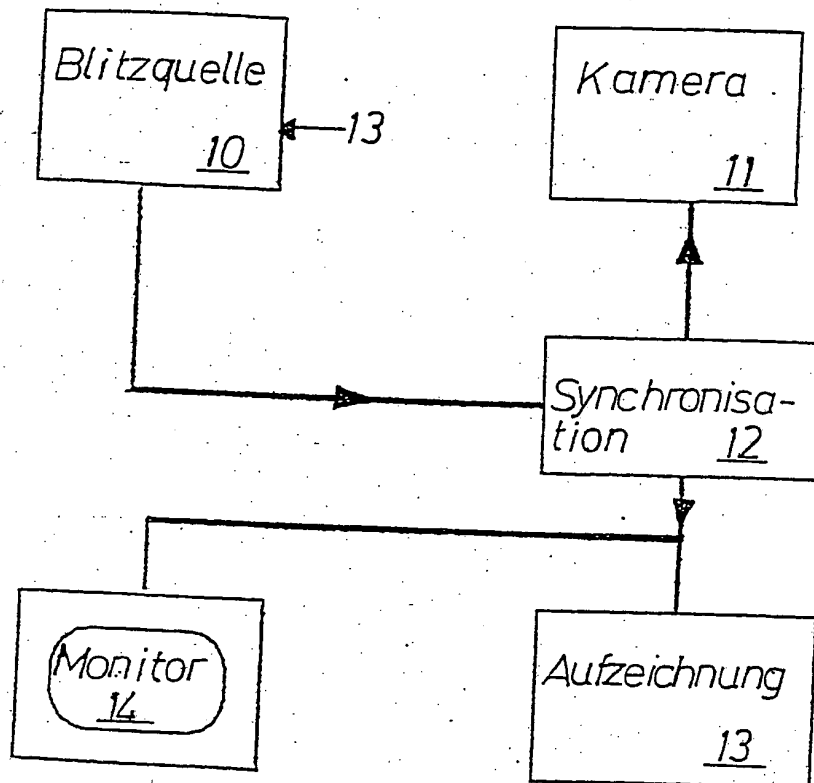 Blitzquelle
10
13
Kamera
11
Synchronisa-
tion 12
Monitor
14
Aufzeichnung
13